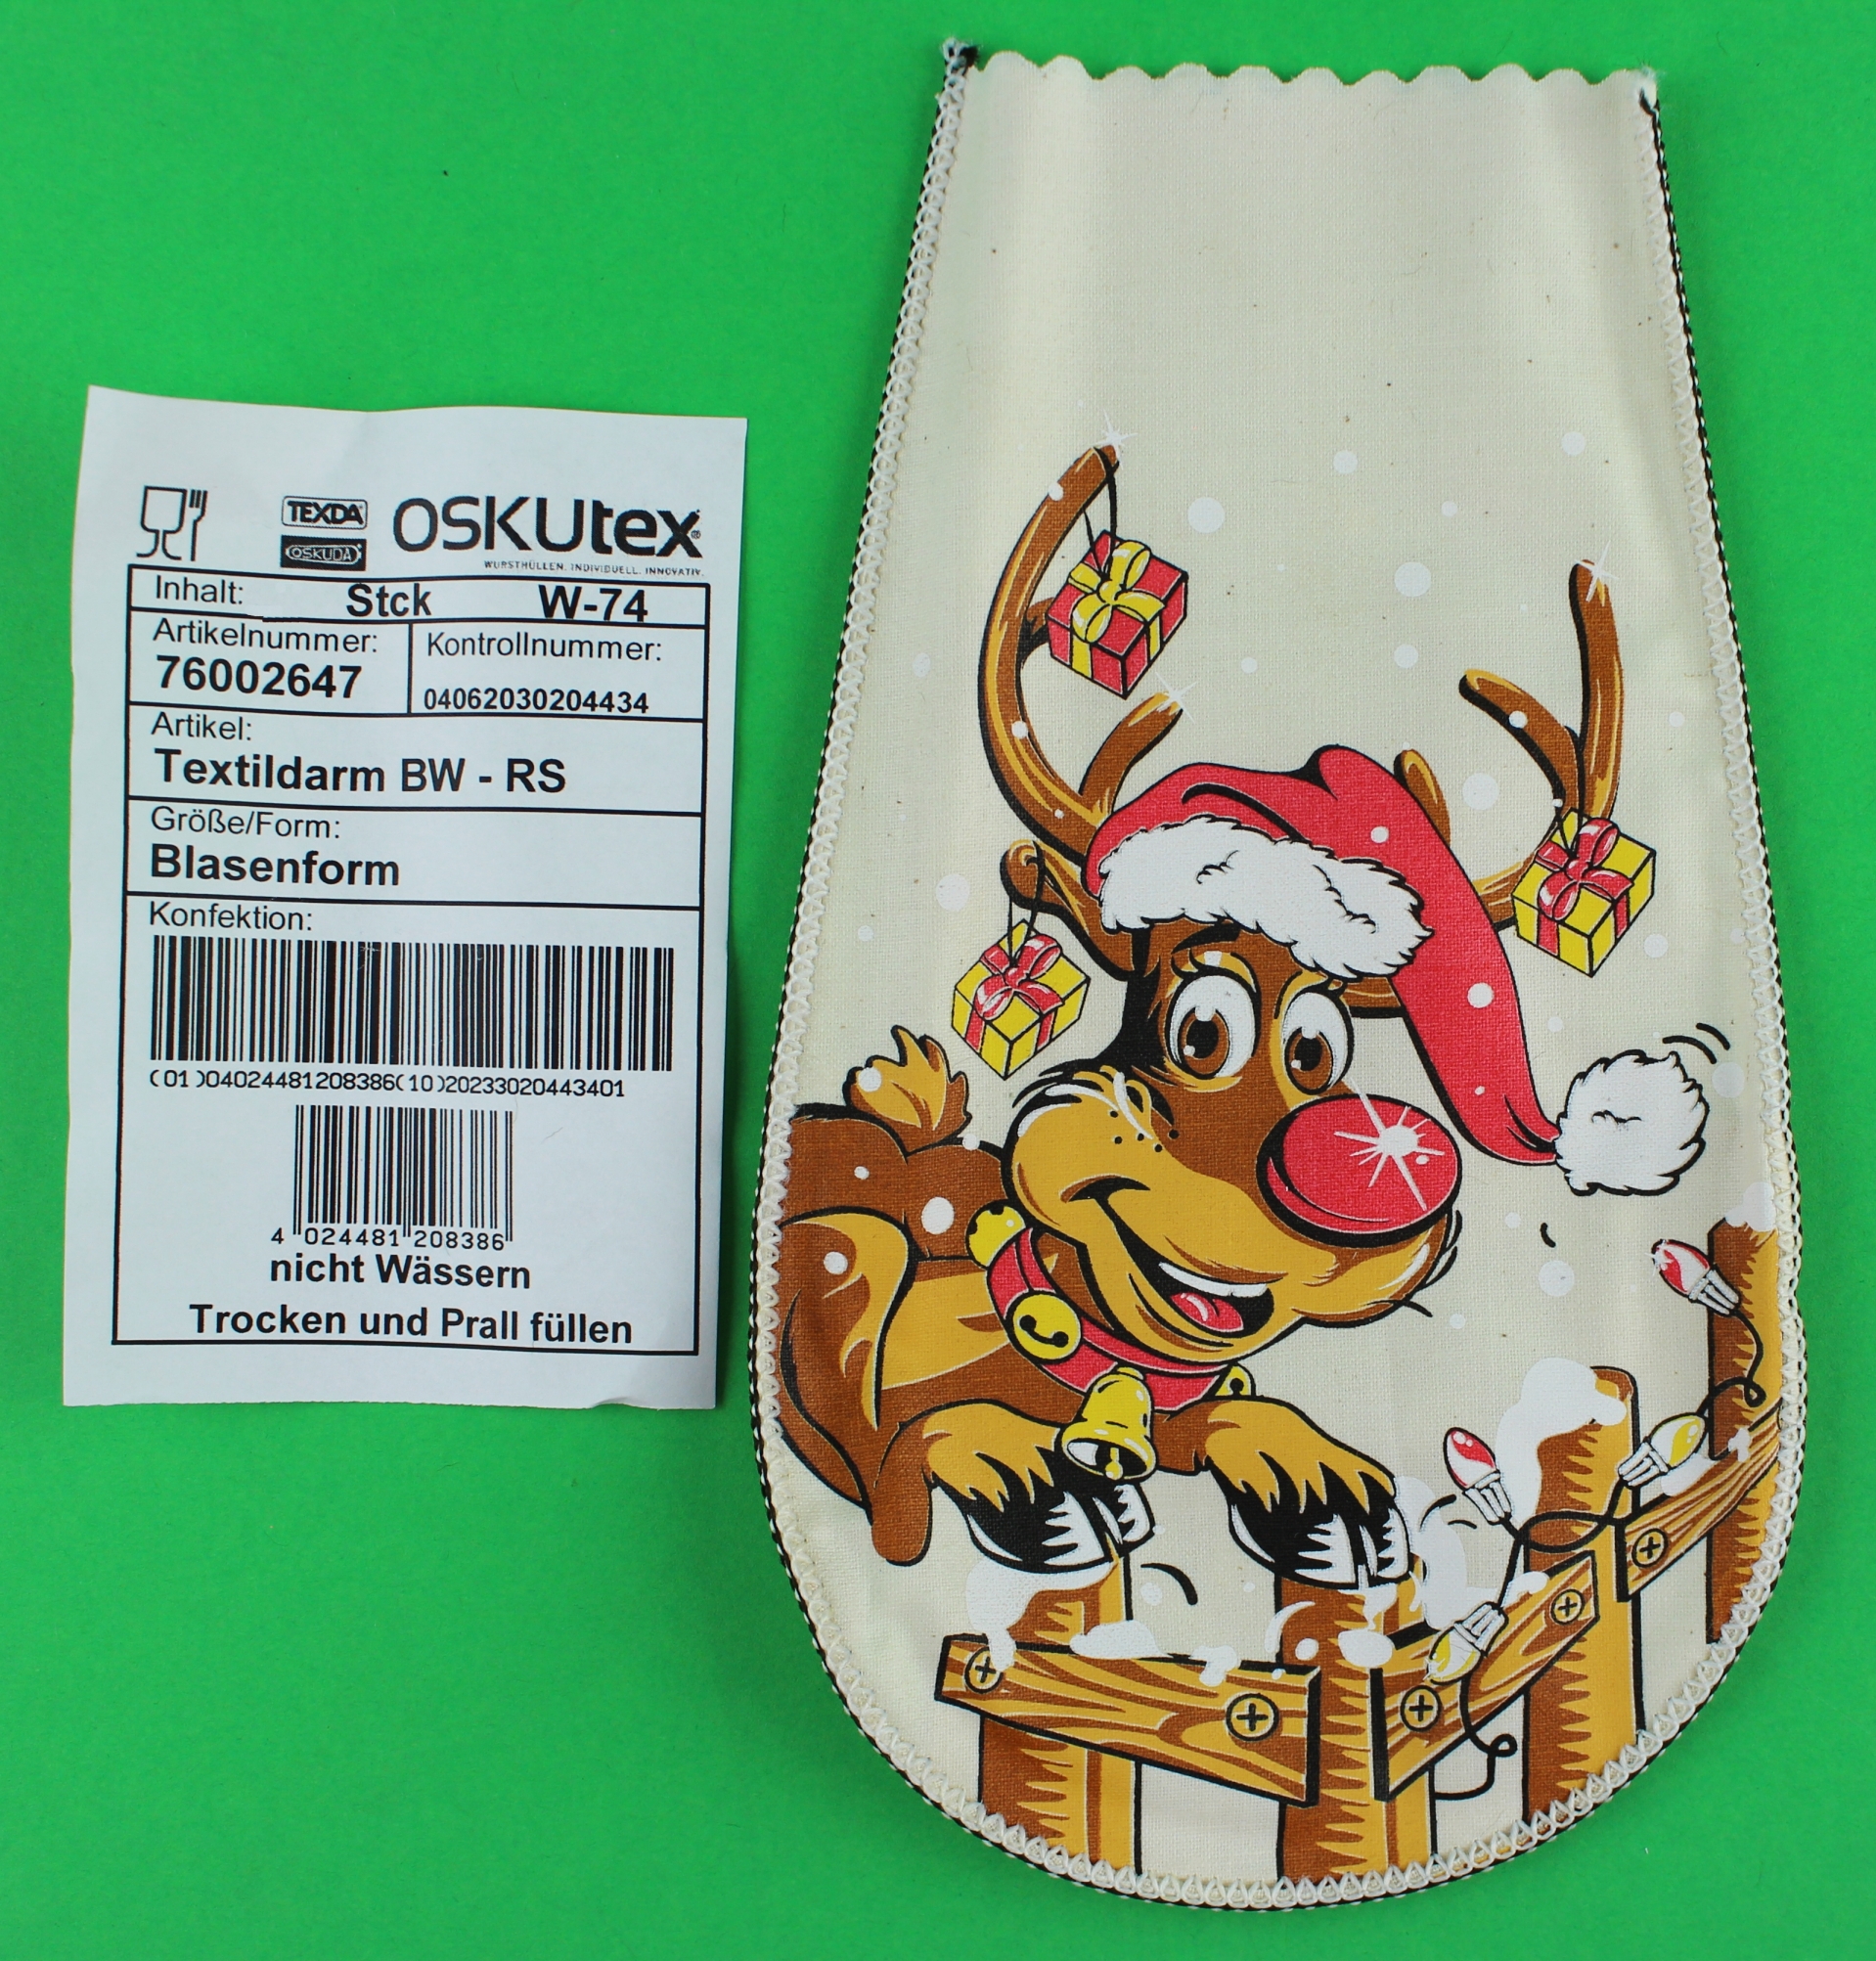 TEXDA
OSKUDA
OSKUtex®
WURSTHÜLLEN. INDIVIDUELL. INNOVATIV.
Inhalt: Stck W-74
Artikelnummer:
76002647
Kontrollnummer:
04062030204434
Artikel:
Textildarm BW - RS
Größe/Form:
Blasenform
Konfektion:
(01)04024481208386(10)20233020443401
4 024481 208386
nicht Wässern
Trocken und Prall füllen